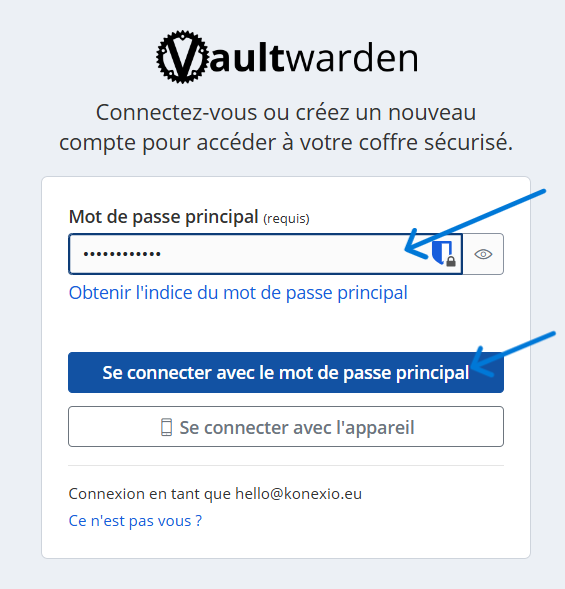 Vaultwarden
Connectez-vous ou créez un nouveau
compte pour accéder à votre coffre sécurisé.
Mot de passe principal (requis)
••••••••••••
Obtenir l'indice du mot de passe principal
Se connecter avec le mot de passe principal
Se connecter avec l'appareil
Connexion en tant que hello@konexio.eu
Ce n'est pas vous ?